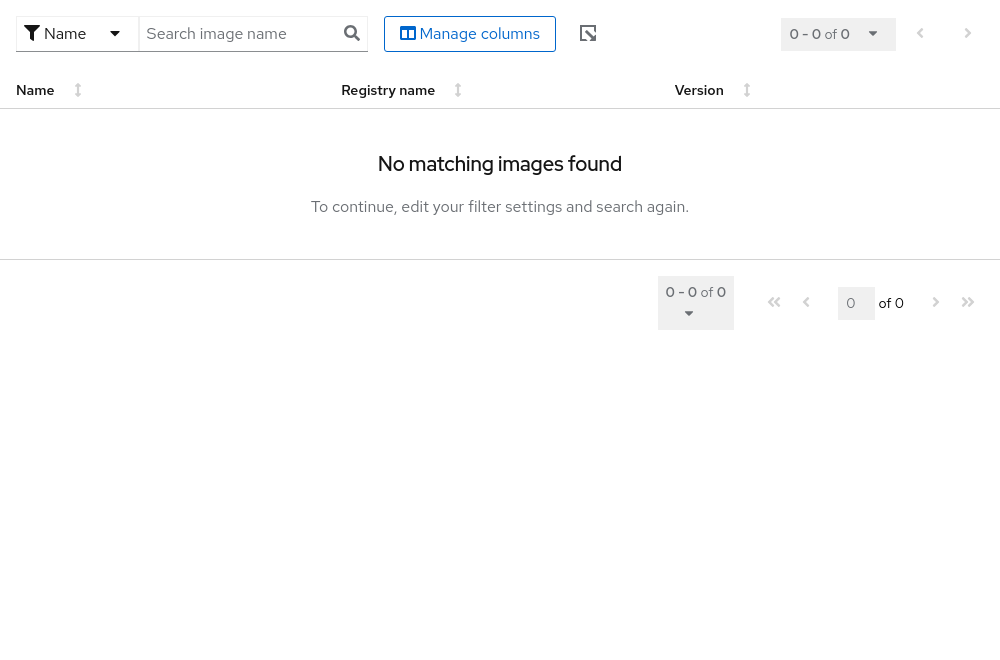 Name Search image name Manage columns 0 - 0 of 0
Name Registry name Version
No matching images found
To continue, edit your filter settings and search again.
0 - 0 of 0
0 of 0